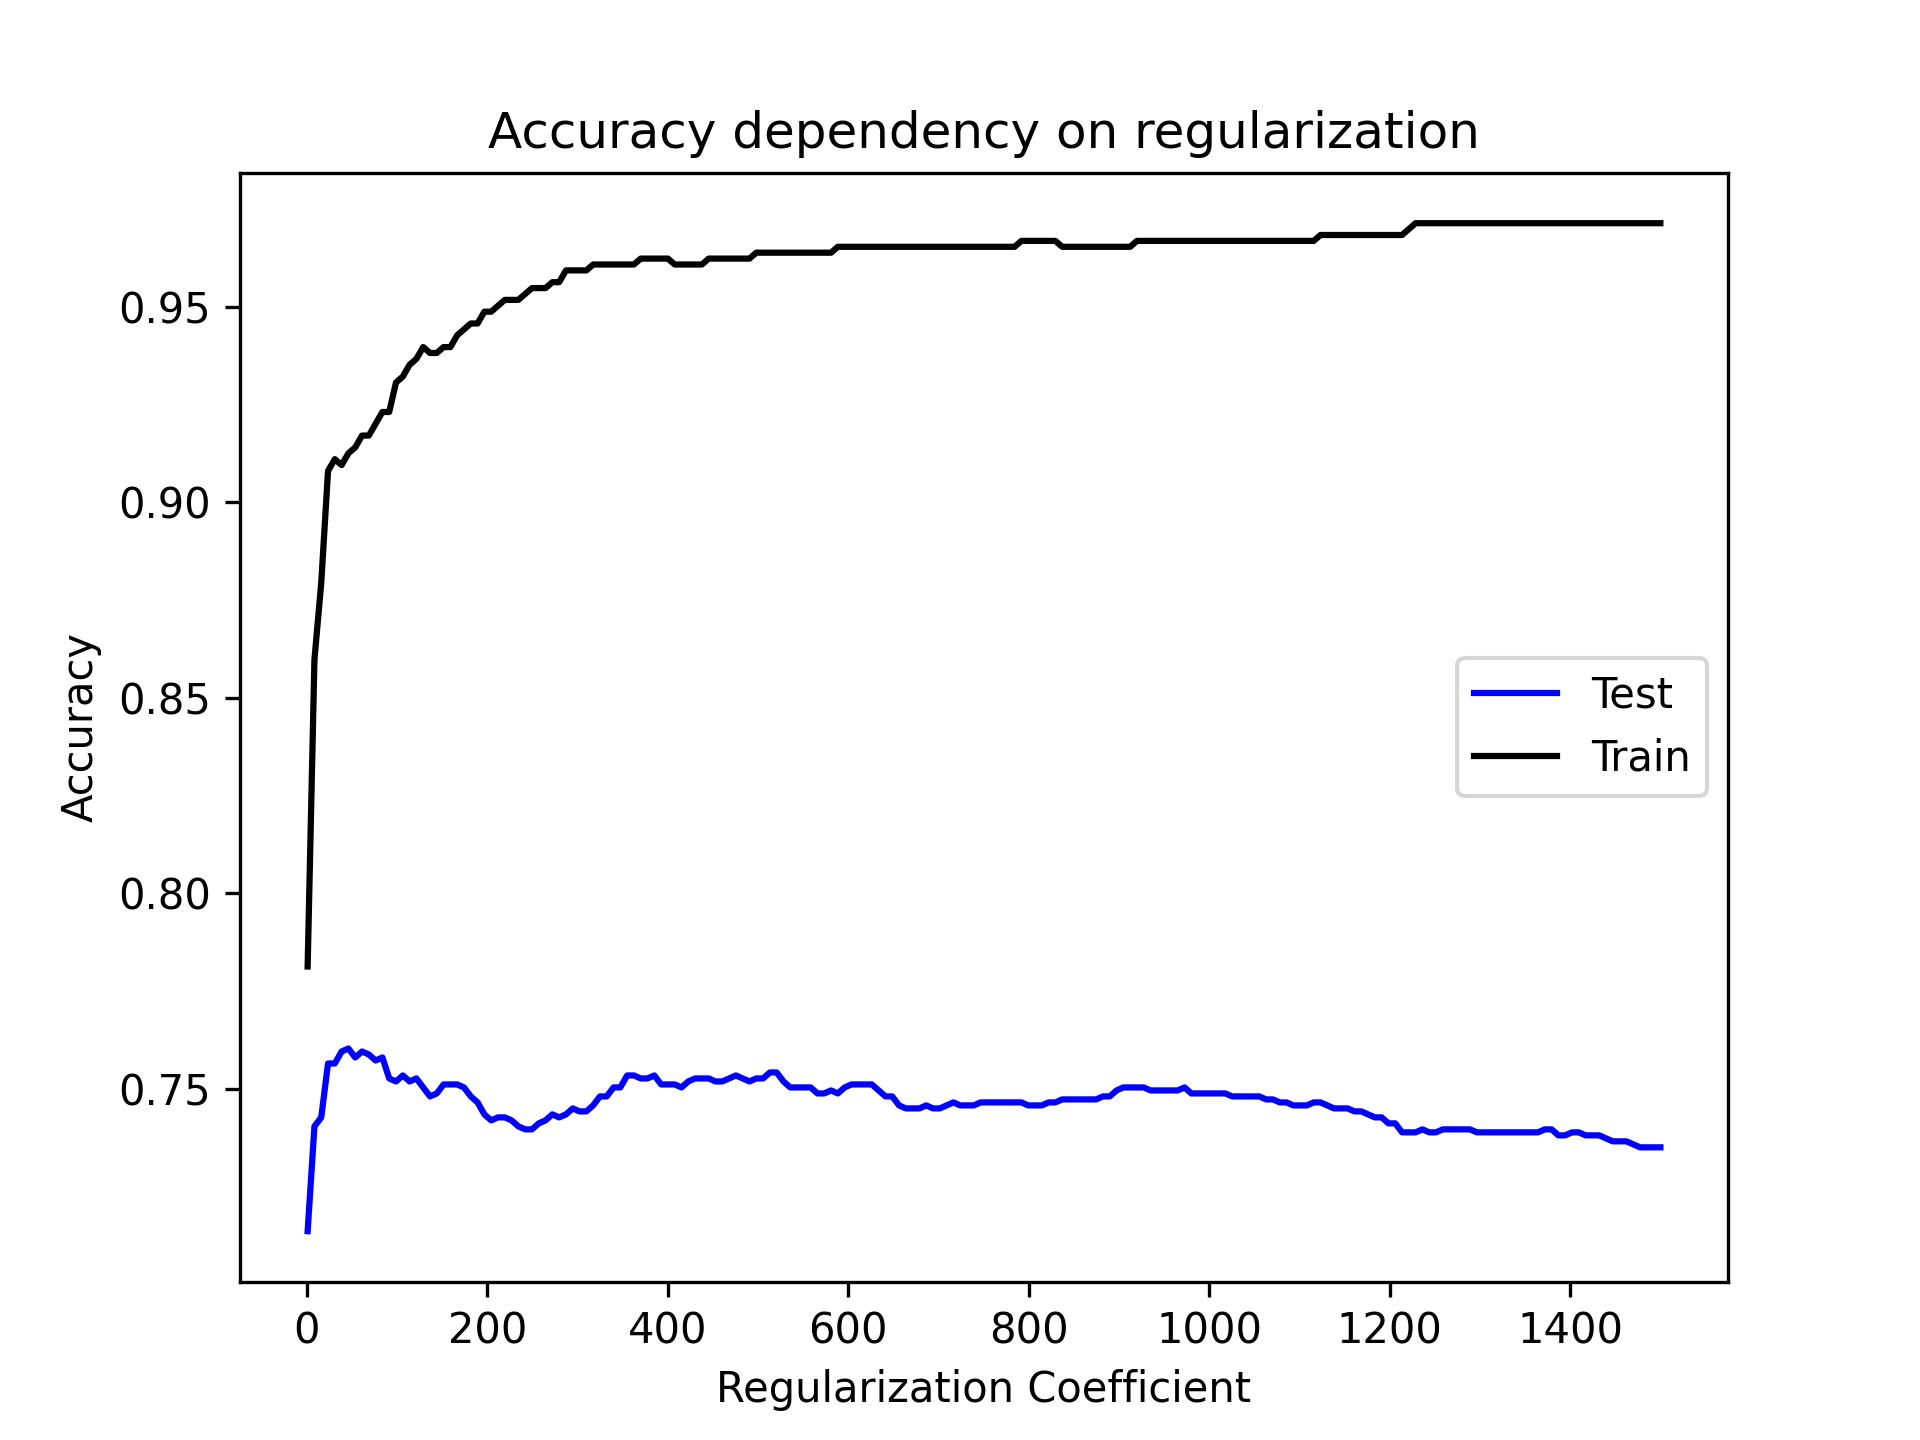 Accuracy dependency on regularization
Accuracy
0.95
0.90
0.85
0.80
0.75
Test
Train
0 200 400 600 800 1000 1200 1400
Regularization Coefficient